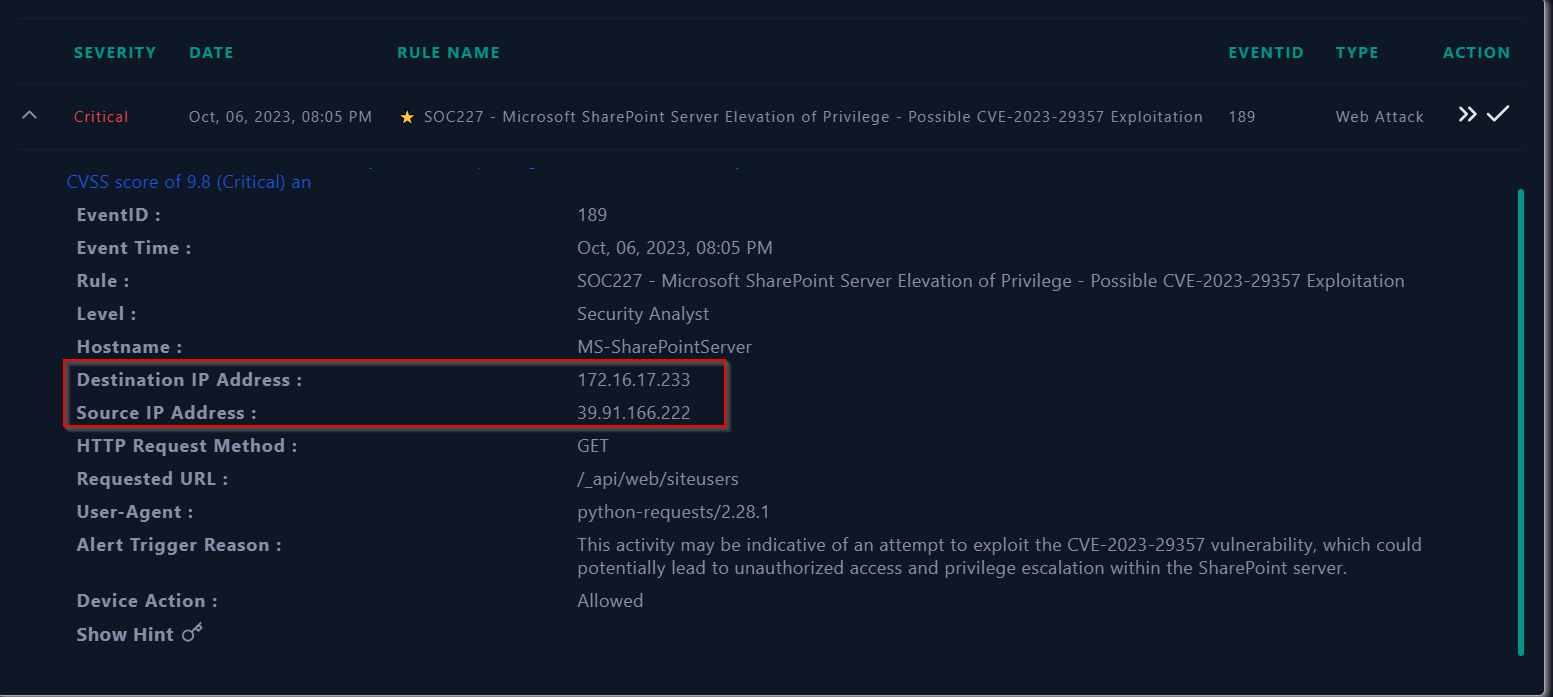 SEVERITY DATE RULE NAME EVENTID TYPE ACTION
Critical Oct, 06, 2023, 08:05 PM SOC227 - Microsoft SharePoint Server Elevation of Privilege - Possible CVE-2023-29357 Exploitation 189 Web Attack
CVSS score of 9.8 (Critical) an
EventID : 189
Event Time : Oct, 06, 2023, 08:05 PM
Rule : SOC227 - Microsoft SharePoint Server Elevation of Privilege - Possible CVE-2023-29357 Exploitation
Level : Security Analyst
Hostname : MS-SharePointServer
Destination IP Address : 172.16.17.233
Source IP Address : 39.91.166.222
HTTP Request Method : GET
Requested URL : /_api/web/siteusers
User-Agent : python-requests/2.28.1
Alert Trigger Reason : This activity may be indicative of an attempt to exploit the CVE-2023-29357 vulnerability, which could
potentially lead to unauthorized access and privilege escalation within the SharePoint server.
Device Action : Allowed
Show Hint